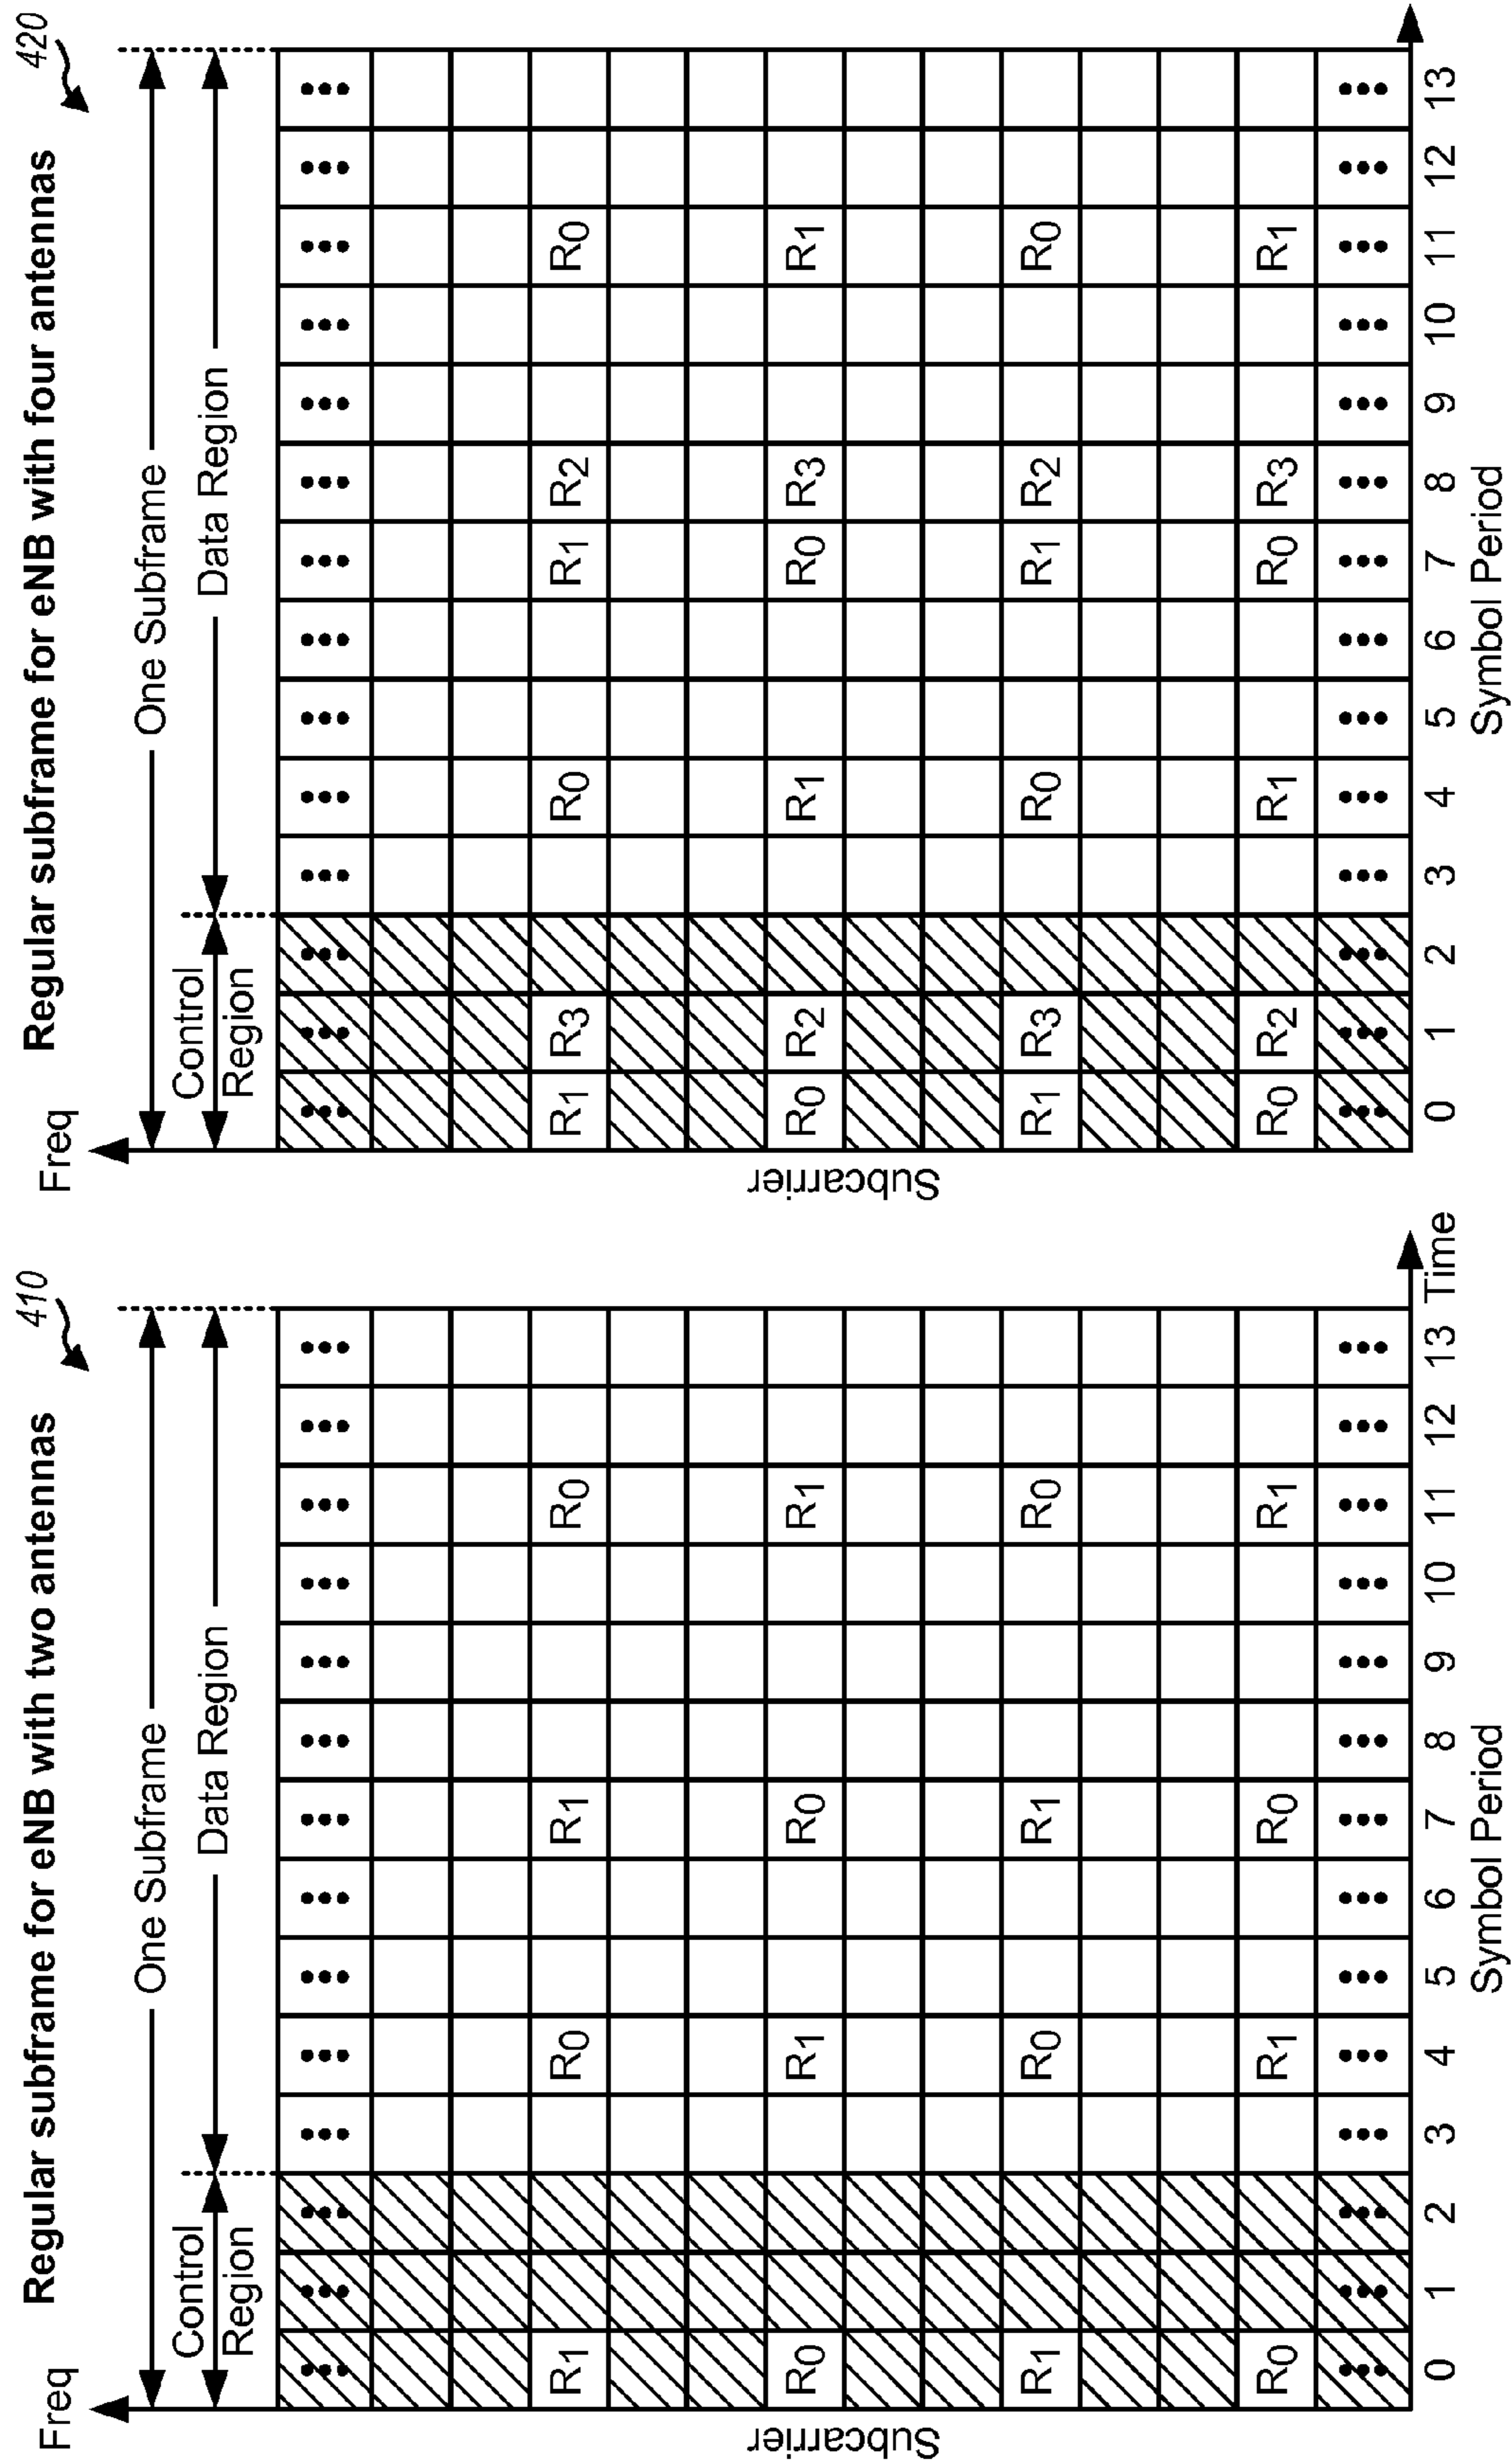 Regular subframe for eNB with two antennas
410
Freq
One Subframe
Control
Region
Data Region
Subcarrier
R1 R0 R1 R0
R0 R1 R0 R1
R1 R0 R1 R0
R0 R1 R0 R1
0 1 2 3 4 5 6 7 8 9 10 11 12 13 Time
Symbol Period
Regular subframe for eNB with four antennas
420
Freq
One Subframe
Control
Region
Data Region
Subcarrier
R1 R3 R0 R1 R2 R0
R0 R2 R1 R0 R3 R1
R1 R3 R0 R1 R2 R0
R0 R2 R1 R0 R3 R1
0 1 2 3 4 5 6 7 8 9 10 11 12 13
Symbol Period